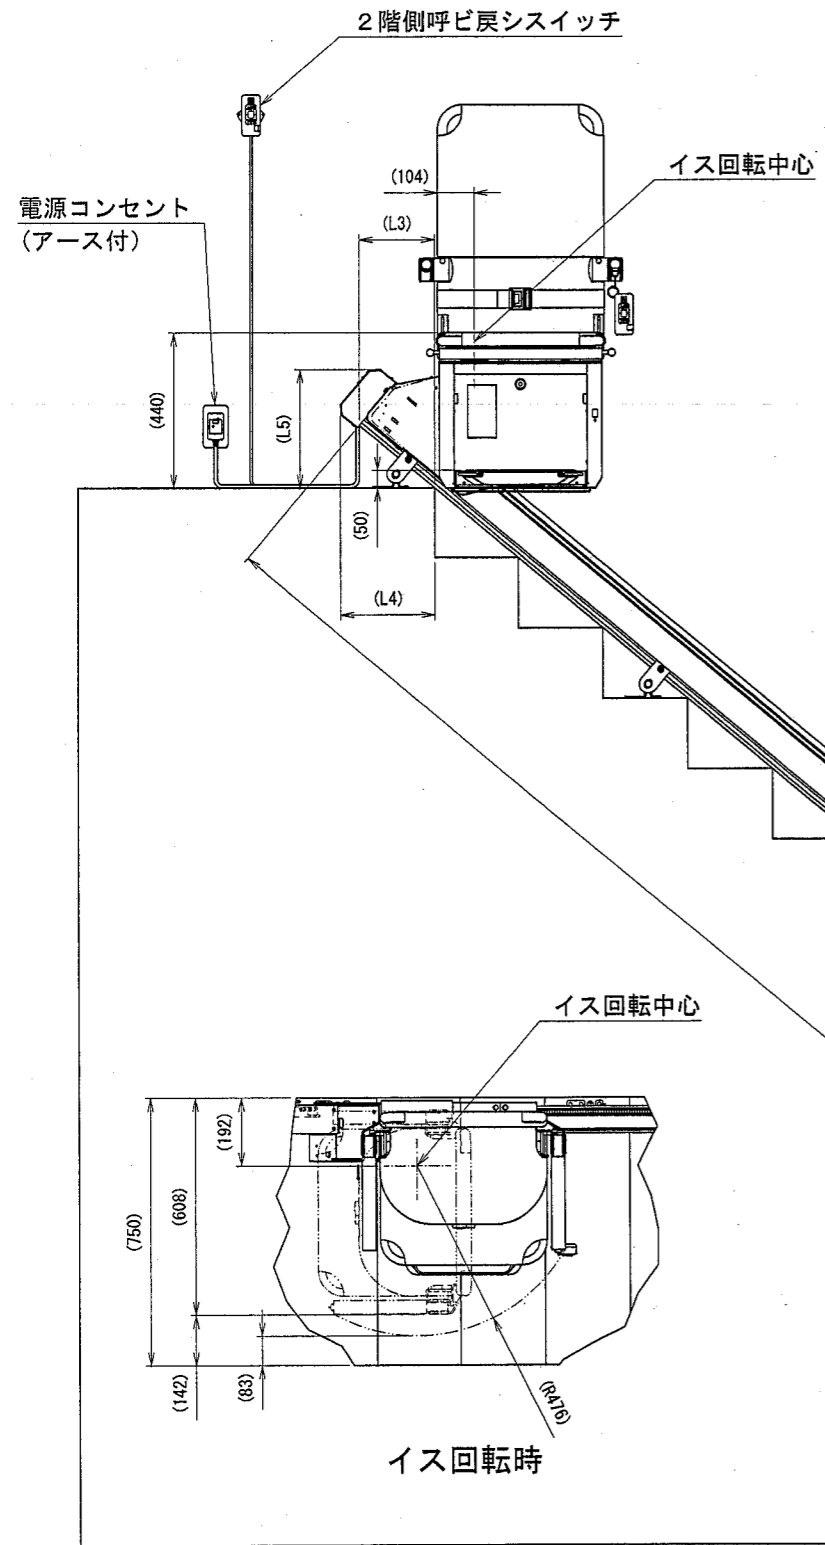 2階側呼ビ戻シスイッチ
(104)
イス回転中心
電源コンセント
(アース付)
(L3)
(440)
(L5)
(50)
(L4)
イス回転中心
(192)
(608)
(750)
(142)
(83)
(R476)
イス回転時